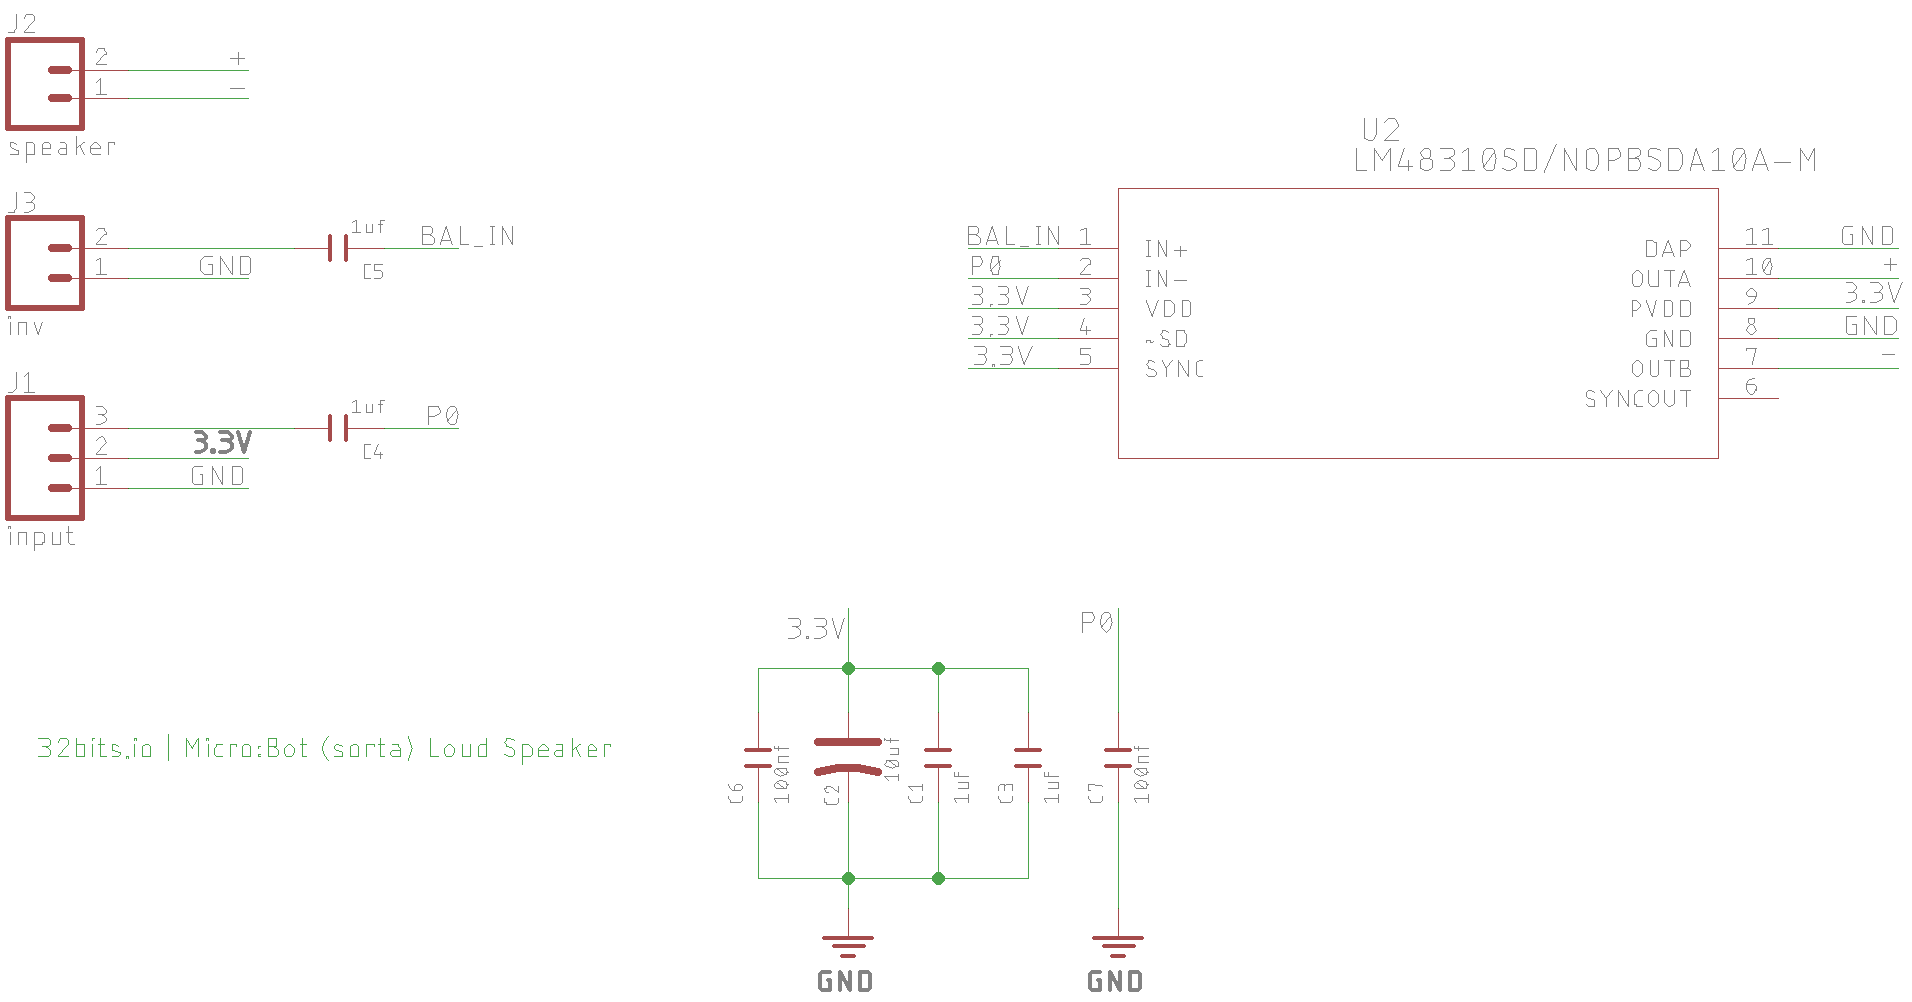 J2
2 +
1 -
speaker
J3
2 1uf BAL_IN
1 GND C5
inv
J1
3 1uf P0
2 3.3V C4
1 GND
input
U2
LM48310SD/NOPBSDA10A-M
BAL_IN 1 IN+ DAP 11 GND
P0 2 IN- OUTA 10 +
3.3V 3 VDD PVDD 9 3.3V
3.3V 4 ~SD GND 8 GND
3.3V 5 SYNC OUTB 7 -
SYNCOUT 6
3.3V P0
32bits.io | Micro:Bot (sorta) Loud Speaker
C6 100nf C2 10uf C1 1uF C3 1uF C7 100nf
GND GND